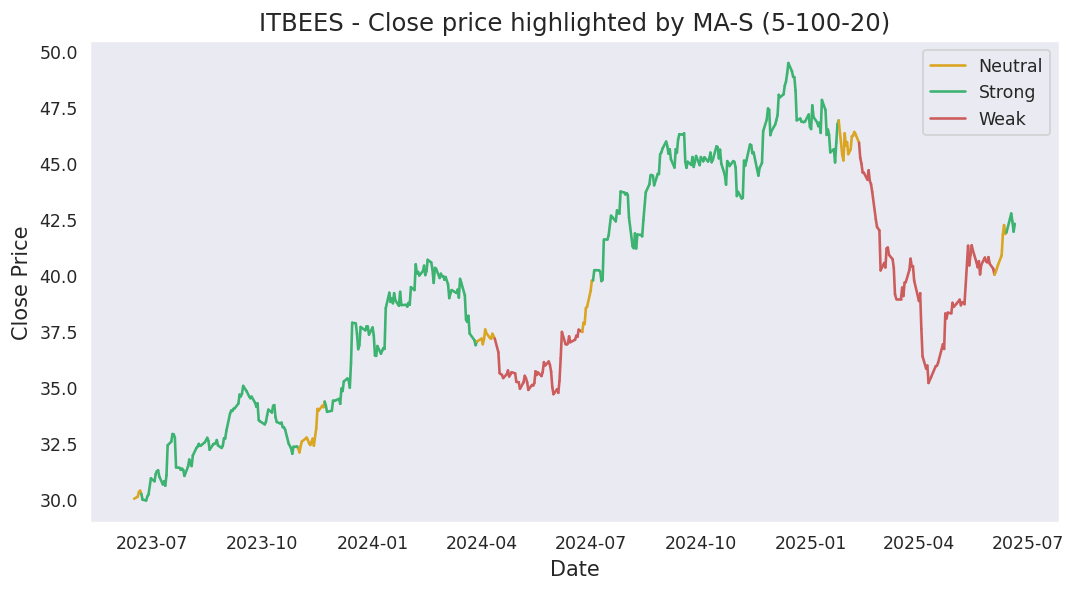 ITBEES - Close price highlighted by MA-S (5-100-20)
Neutral
Strong
Weak
Close Price
50.0
47.5
45.0
42.5
40.0
37.5
35.0
32.5
30.0
2023-07 2023-10 2024-01 2024-04 2024-07 2024-10 2025-01 2025-04 2025-07
Date